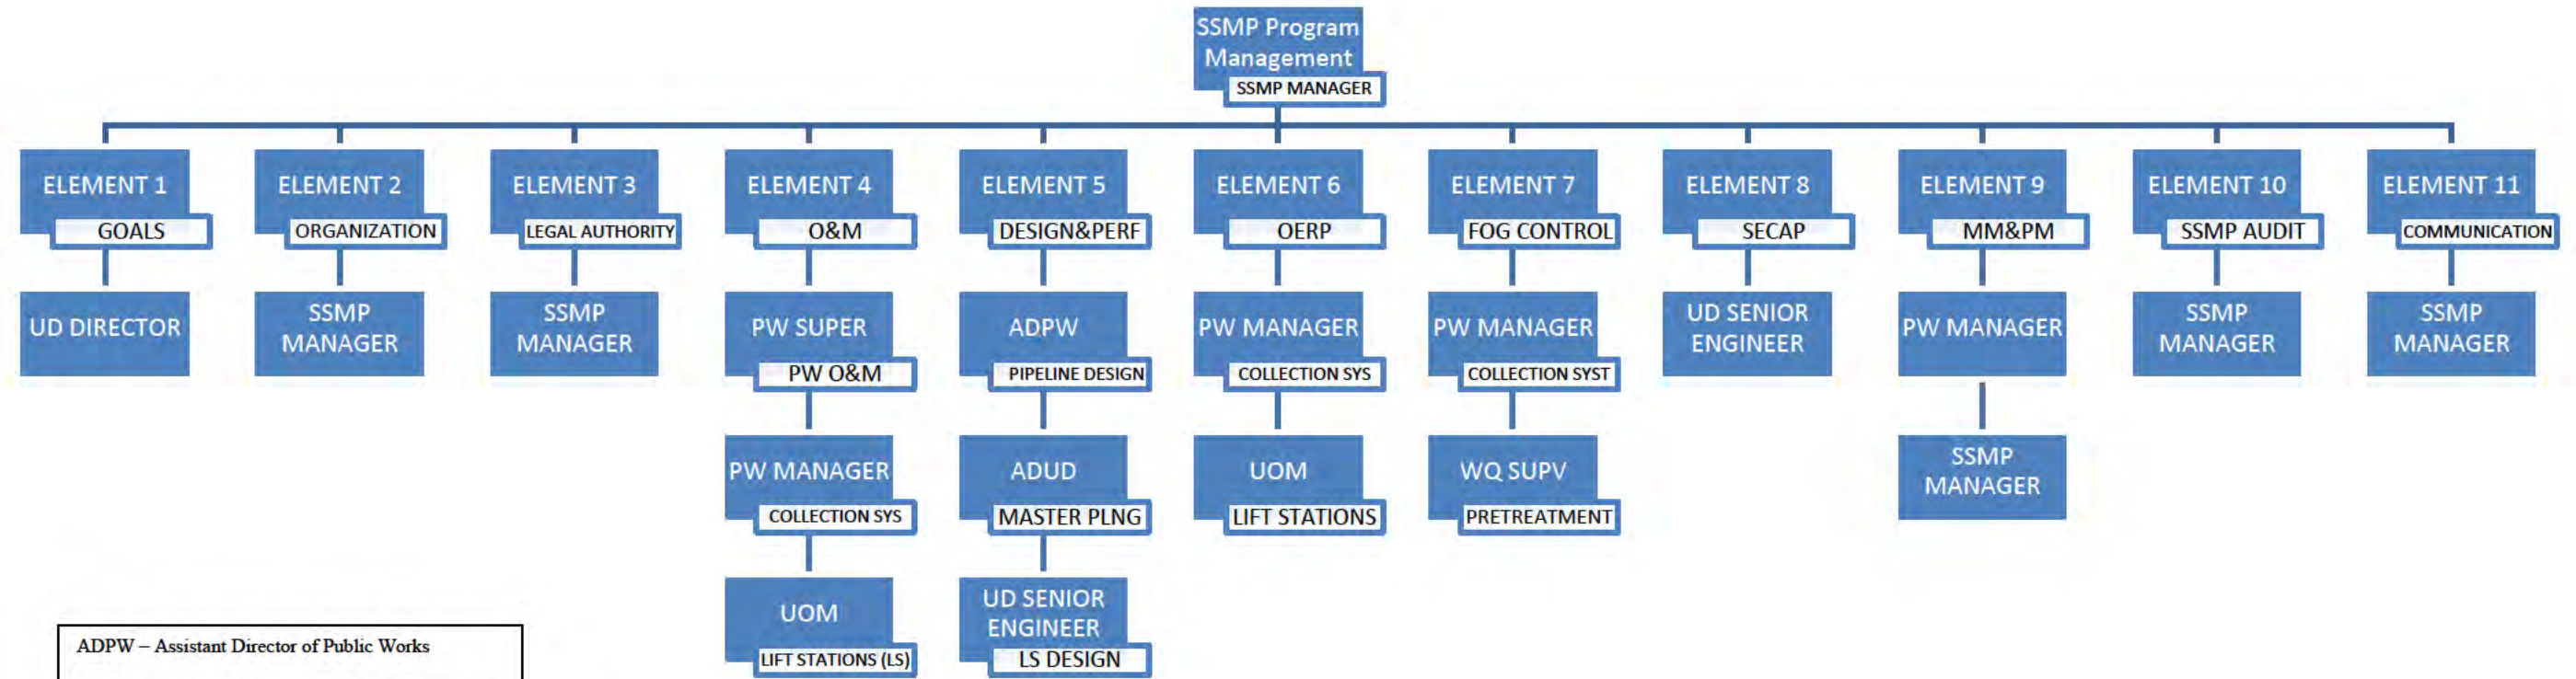 SSMP Program
Management
SSMP MANAGER
ELEMENT 1
GOALS
UD DIRECTOR
ELEMENT 2
ORGANIZATION
SSMP
MANAGER
ELEMENT 3
LEGAL AUTHORITY
SSMP
MANAGER
ELEMENT 4
O&M
PW SUPER
PW O&M
PW MANAGER
COLLECTION SYS
UOM
LIFT STATIONS (LS)
ELEMENT 5
DESIGN&PERF
ADPW
PIPELINE DESIGN
ADUD
MASTER PLNG
UD SENIOR
ENGINEER
LS DESIGN
ELEMENT 6
OERP
PW MANAGER
COLLECTION SYS
UOM
LIFT STATIONS
ELEMENT 7
FOG CONTROL
PW MANAGER
COLLECTION SYST
WQ SUPV
PRETREATMENT
ELEMENT 8
SECAP
UD SENIOR
ENGINEER
ELEMENT 9
MM&PM
PW MANAGER
SSMP
MANAGER
ELEMENT 10
SSMP AUDIT
SSMP
MANAGER
ELEMENT 11
COMMUNICATION
SSMP
MANAGER
ADPW – Assistant Director of Public Works